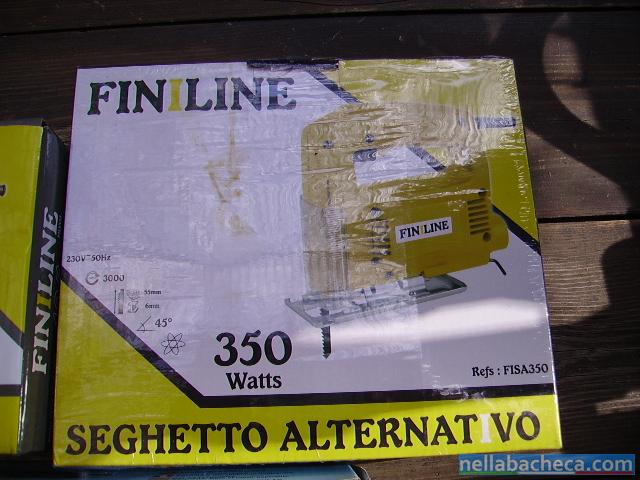 FINILINE
FINILINE
FINILINE
230V~50Hz
3000
55mm
6mm
45°
350
Watts
Refs : FISA350
SEGHETTO ALTERNATIVO
nellabacheca.com